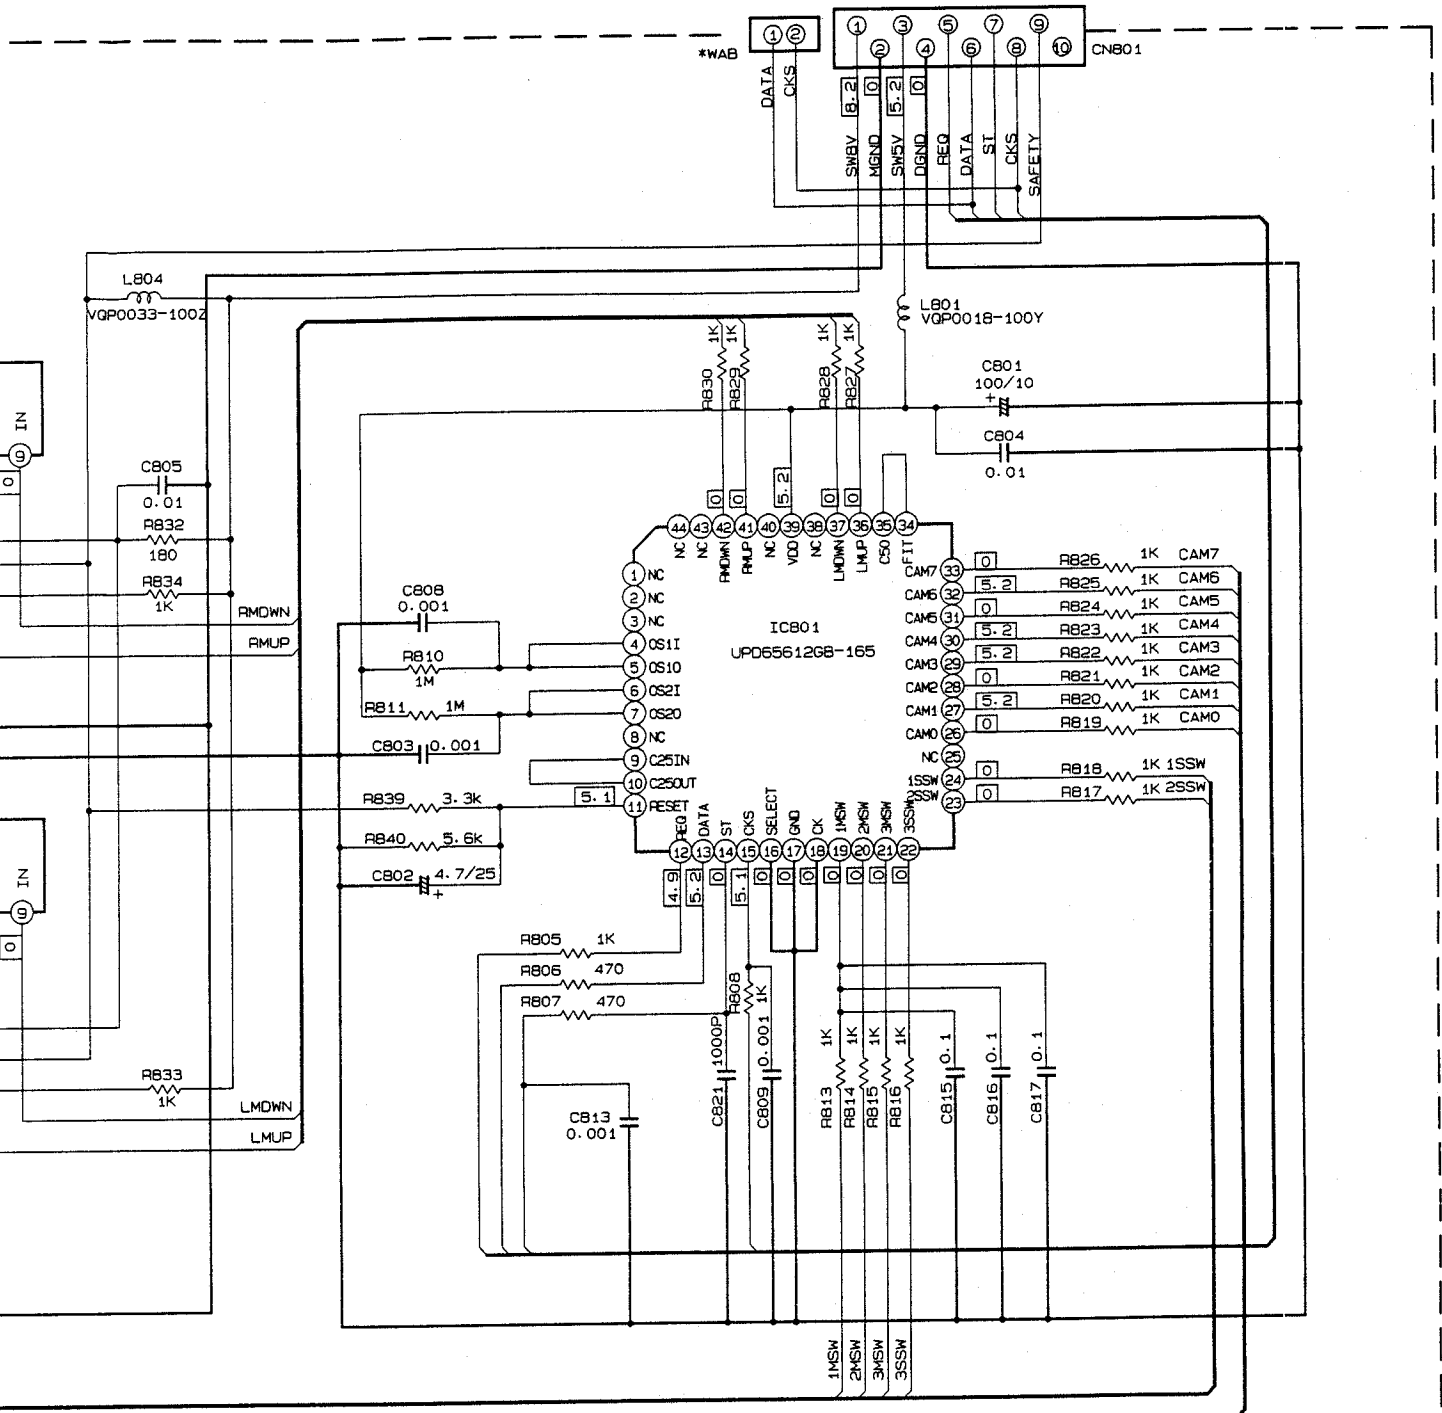 *WAB
1 2
1 3 5 7 9
2 4 6 8 10
CN801
DATA
CKS
8.2
0
5.2
0
SW8V
MGND
SW5V
DGND
REQ
DATA
ST
CKS
SAFETY
L804
VQP0033-100Z
L801
VQP0018-100Y
R830 1K
R829 1K
R828 1K
R827 1K
C801
100/10
+
C804
0.01
IN
9
0
C805
0.01
R832
180
R834
1K
RMDWN
RMUP
0
0
5.2
0
0
44 43 42 41 40 39 38 37 36 35 34
NC
NC
RMDWN
RMUP
NC
VDD
NC
LMDWN
LMUP
C50
FIT
IC801
UPD65612GB-165
1 NC
2 NC
3 NC
4 OS1I
5 OS1O
6 OS2I
7 OS2O
8 NC
9 C25IN
10 C25OUT
11 RESET
5.1
C808
0.001
R810
1M
R811 1M
C803 0.001
R839 3.3k
R840 5.6k
C802 4.7/25
+
CAM7 33 0 R826 1K CAM7
CAM6 32 5.2 R825 1K CAM6
CAM5 31 0 R824 1K CAM5
CAM4 30 5.2 R823 1K CAM4
CAM3 29 5.2 R822 1K CAM3
CAM2 28 0 R821 1K CAM2
CAM1 27 5.2 R820 1K CAM1
CAM0 26 0 R819 1K CAM0
NC 25
1SSW 24 0 R818 1K 1SSW
2SSW 23 0 R817 1K 2SSW
REQ
DATA
ST
CKS
SELECT
GND
CK
1MSW
2MSW
3MSW
3SSW
12 13 14 15 16 17 18 19 20 21 22
4.9
5.2
0
5.1
0
0
0
0
0
0
0
IN
9
0
R805 1K
R806 470
R807 470
R808 1K
C821 1000P
C809 0.001
R813 1K
R814 1K
R815 1K
R816 1K
C815 0.1
C816 0.1
C817 0.1
C813
0.001
R833
1K
LMDWN
LMUP
1MSW
2MSW
3MSW
3SSW